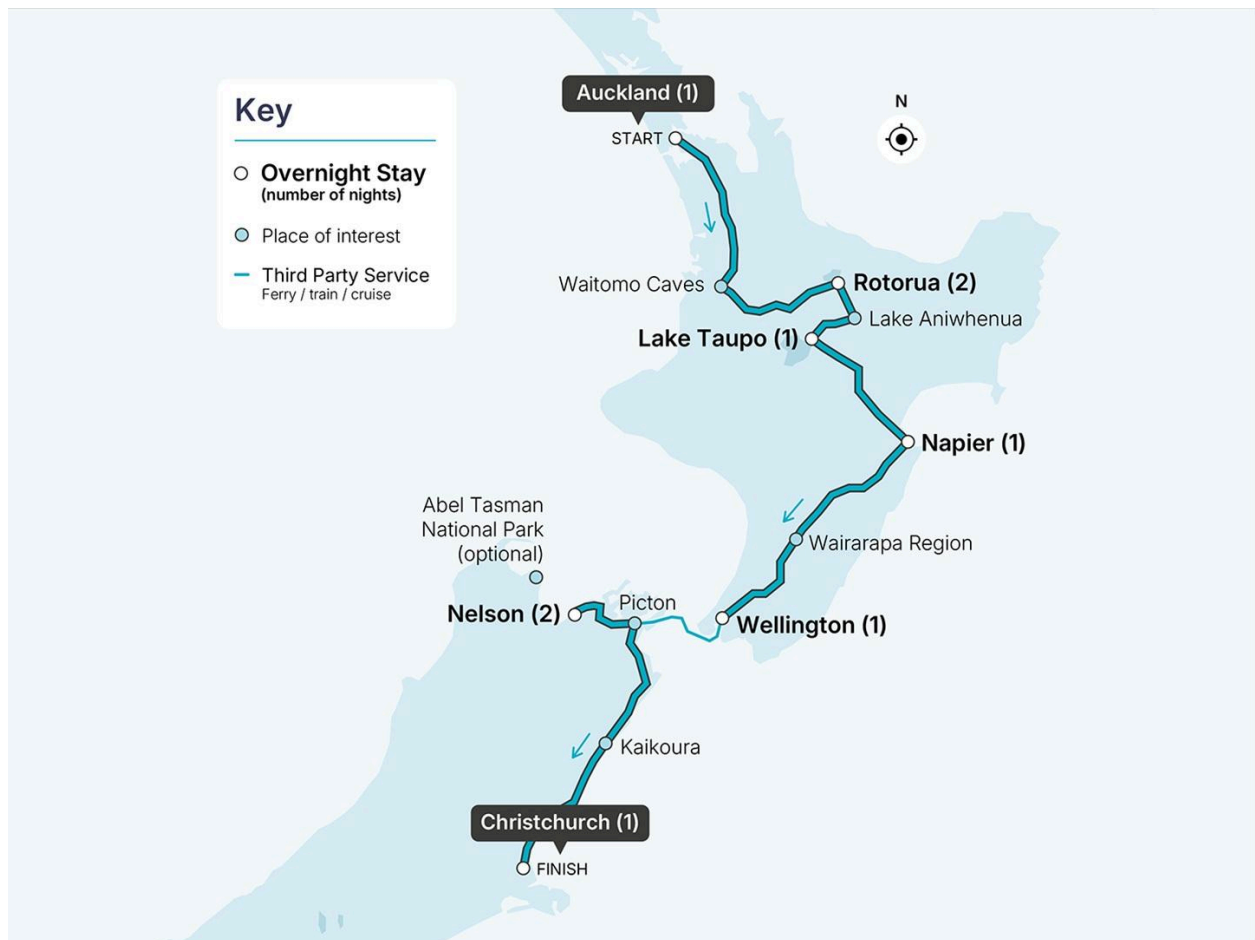 Key
Overnight Stay
(number of nights)
Place of interest
Third Party Service
Ferry / train / cruise
Auckland (1)
START
N
Waitomo Caves
Rotorua (2)
Lake Aniwhenua
Lake Taupo (1)
Napier (1)
Abel Tasman
National Park
(optional)
Wairarapa Region
Nelson (2)
Picton
Wellington (1)
Kaikoura
Christchurch (1)
FINISH